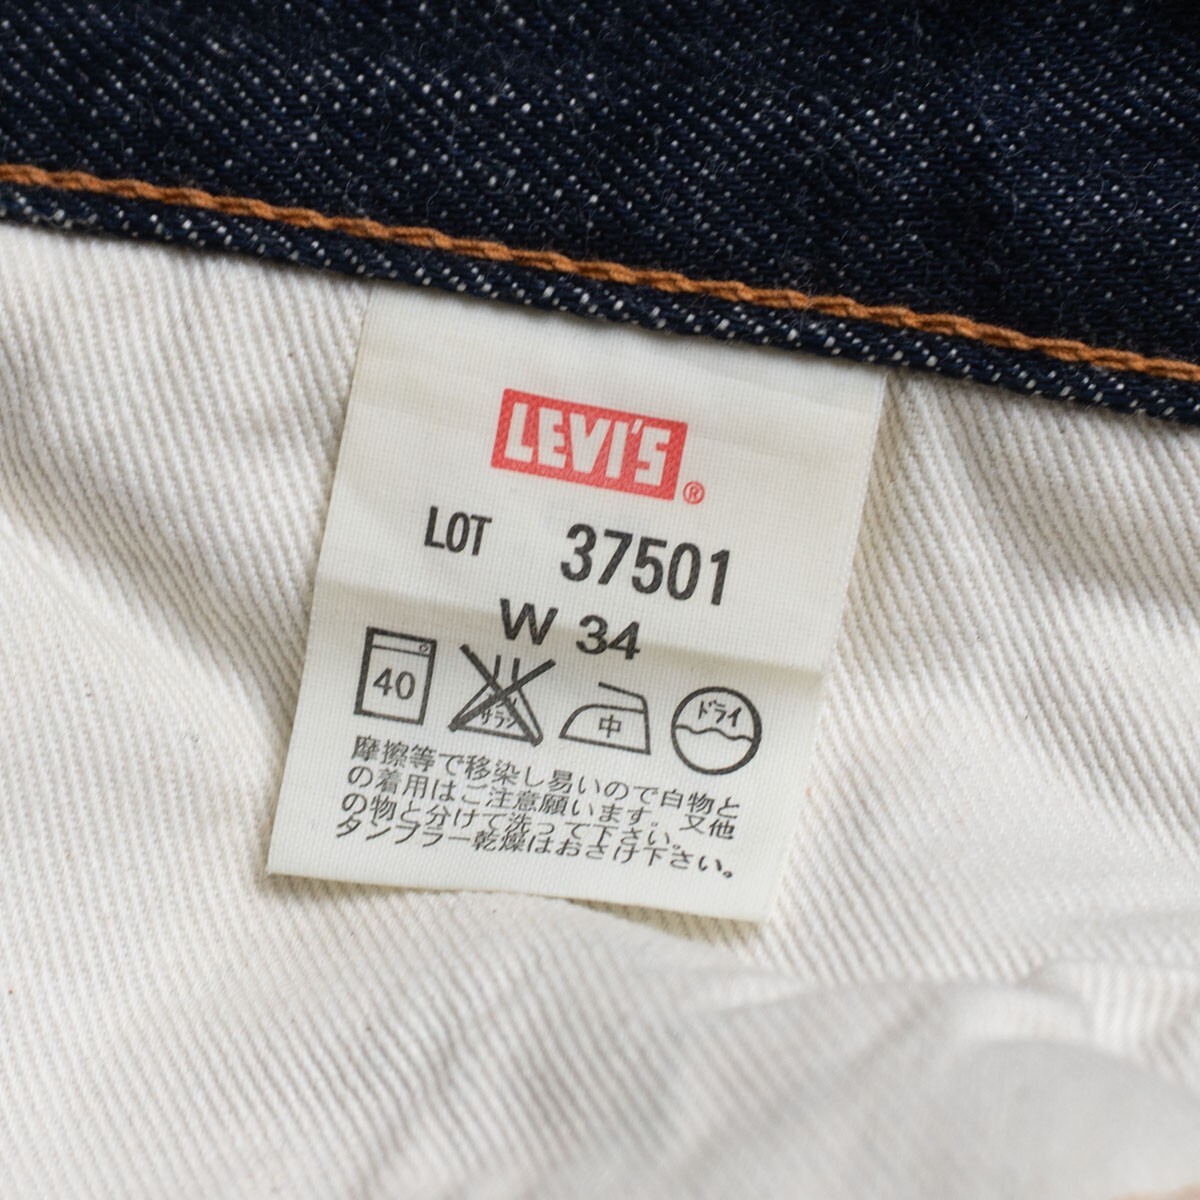 LEVI'S®
LOT 37501
W 34
40 サラシ 中 ドライ
摩擦等で移染し易いので白物と
の着用はご注意願います。又他
の物と分けて洗って下さい。
タンブラー乾燥はおさけ下さい。